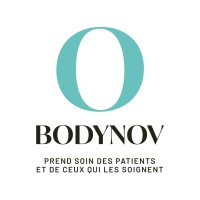 O
BODYNOV
PREND SOIN DES PATIENTS
ET DE CEUX QUI LES SOIGNENT